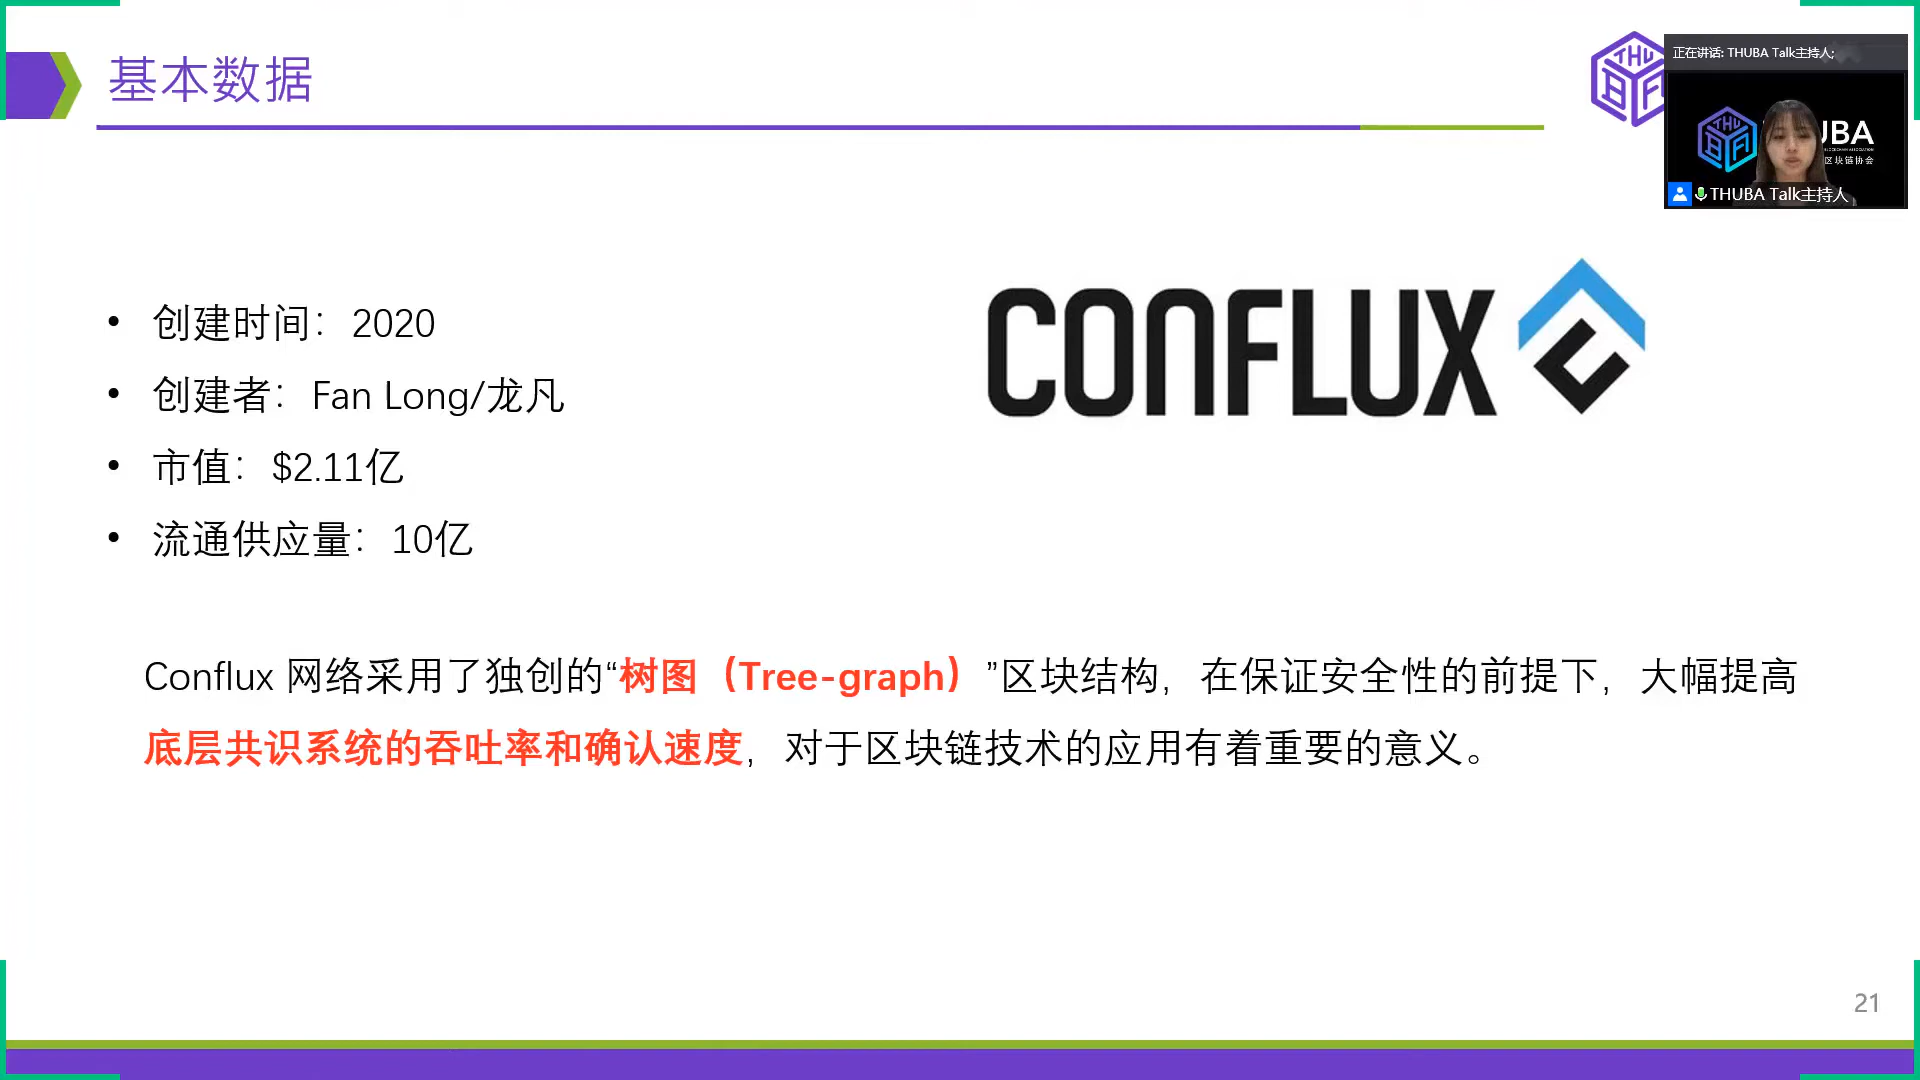 基本数据
THU
BA
正在讲话: THUBA Talk主持人;
THU
BA
UBA
区块链协会
THUBA Talk主持人
CONFLUX
• 创建时间：2020
• 创建者：Fan Long/龙凡
• 市值：$2.11亿
• 流通供应量：10亿
Conflux 网络采用了独创的“树图（Tree-graph）”区块结构，在保证安全性的前提下，大幅提高
底层共识系统的吞吐率和确认速度，对于区块链技术的应用有着重要的意义。
21